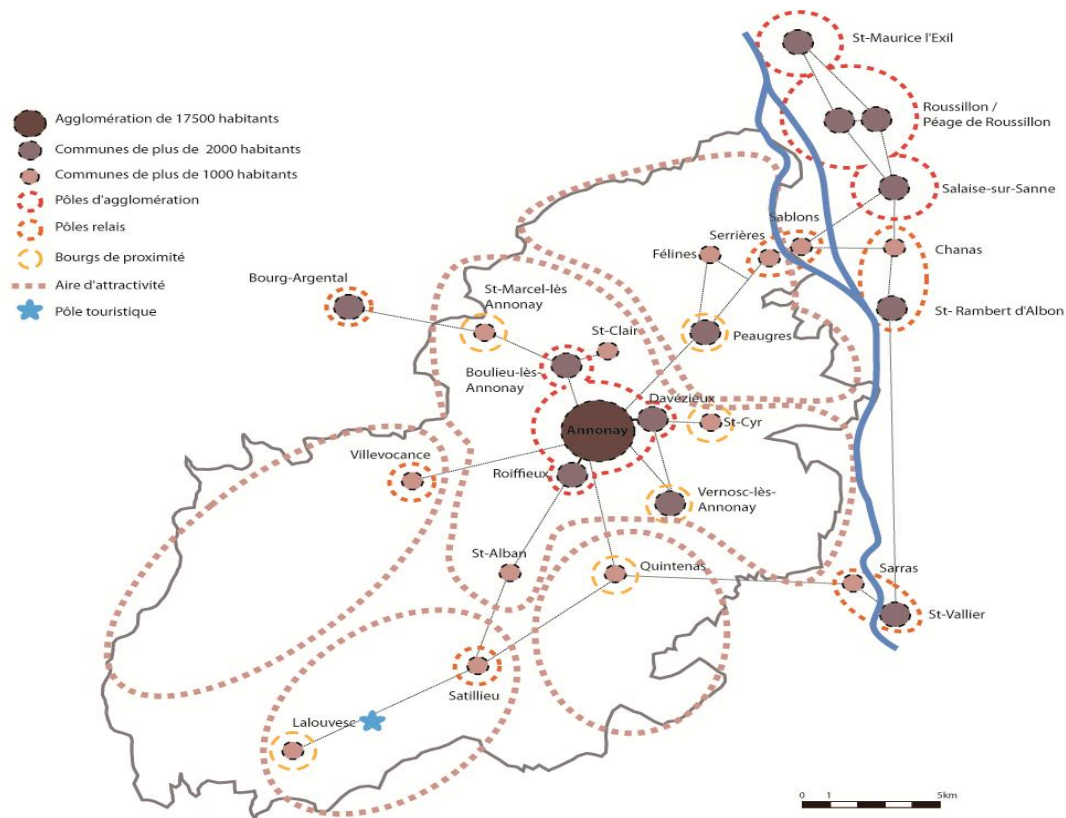 St-Maurice l'Exil
Roussillon /
Péage de Roussillon
Agglomération de 17500 habitants
Communes de plus de 2000 habitants
Communes de plus de 1000 habitants
Pôles d'agglomération
Pôles relais
Bourgs de proximité
Aire d'attractivité
Pôle touristique
Salaise-sur-Sanne
Sablons
Serrières
Chanas
Félines
Bourg-Argental
St-Marcel-lès
Annonay
St-Clair
St- Rambert d'Albon
Peaugres
Boulieu-lès-
Annonay
Davézieux
St-Cyr
Annonay
Villevocance
Roiffieux
Vernosc-lès-
Annonay
St-Alban
Quintenas
Sarras
St-Vallier
Satillieu
Lalouvesc
0 1 5km